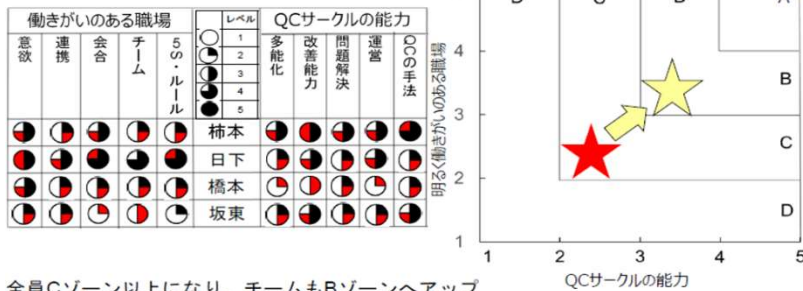 働きがいのある職場
レベル
QCサークルの能力
意欲
連携
会合
チーム
5S・ルール
1
2
3
4
5
多能化
改善能力
問題解決
運営
QCの手法
柿本
日下
橋本
坂東
明るく働きがいのある職場
4
3
2
1
B
C
D
1
2
3
4
5
QCサークルの能力
全員Cゾーン以上になり、チームもBゾーンへアップ